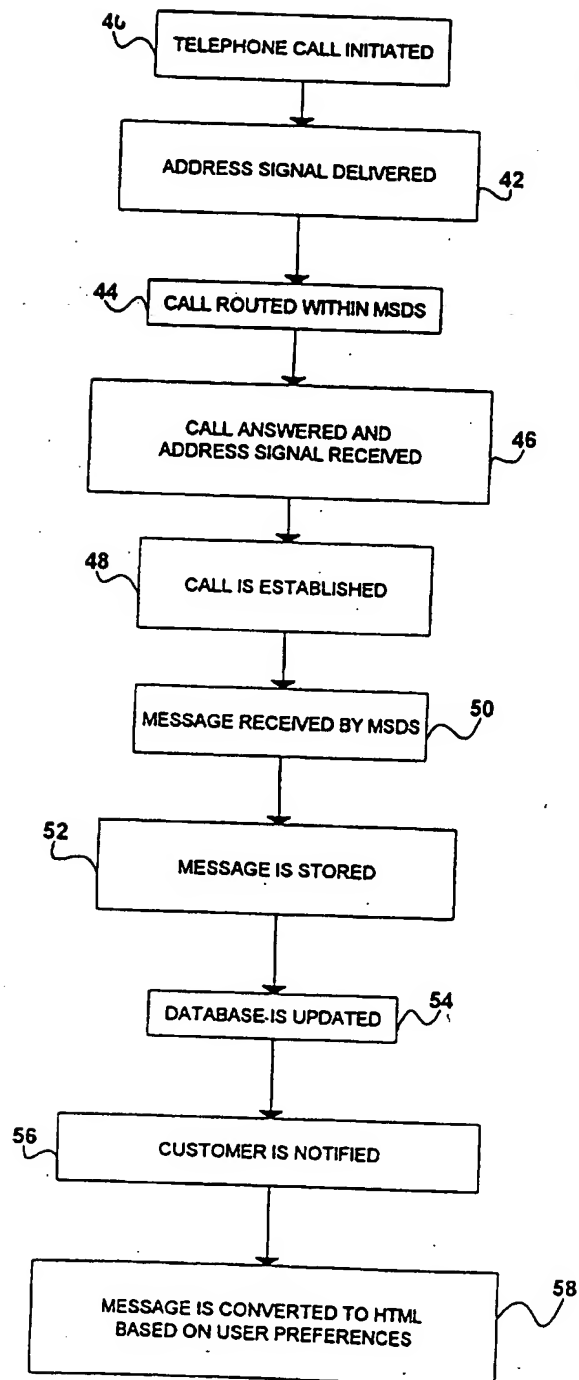 40
TELEPHONE CALL INITIATED
ADDRESS SIGNAL DELIVERED
42
44
CALL ROUTED WITHIN MSDS
CALL ANSWERED AND
ADDRESS SIGNAL RECEIVED
46
48
CALL IS ESTABLISHED
MESSAGE RECEIVED BY MSDS
50
52
MESSAGE IS STORED
DATABASE IS UPDATED
54
56
CUSTOMER IS NOTIFIED
MESSAGE IS CONVERTED TO HTML
BASED ON USER PREFERENCES
58